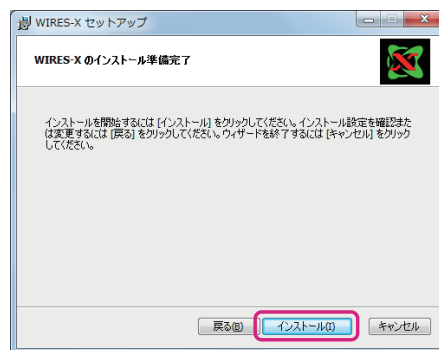 WIRES-X セットアップ
WIRES-X のインストール準備完了
インストールを開始するには [インストール] をクリックしてください。インストール設定を確認また
は変更するには [戻る] をクリックしてください。ウィザードを終了するには [キャンセル] をクリック
してください。
戻る(B) インストール(I) キャンセル